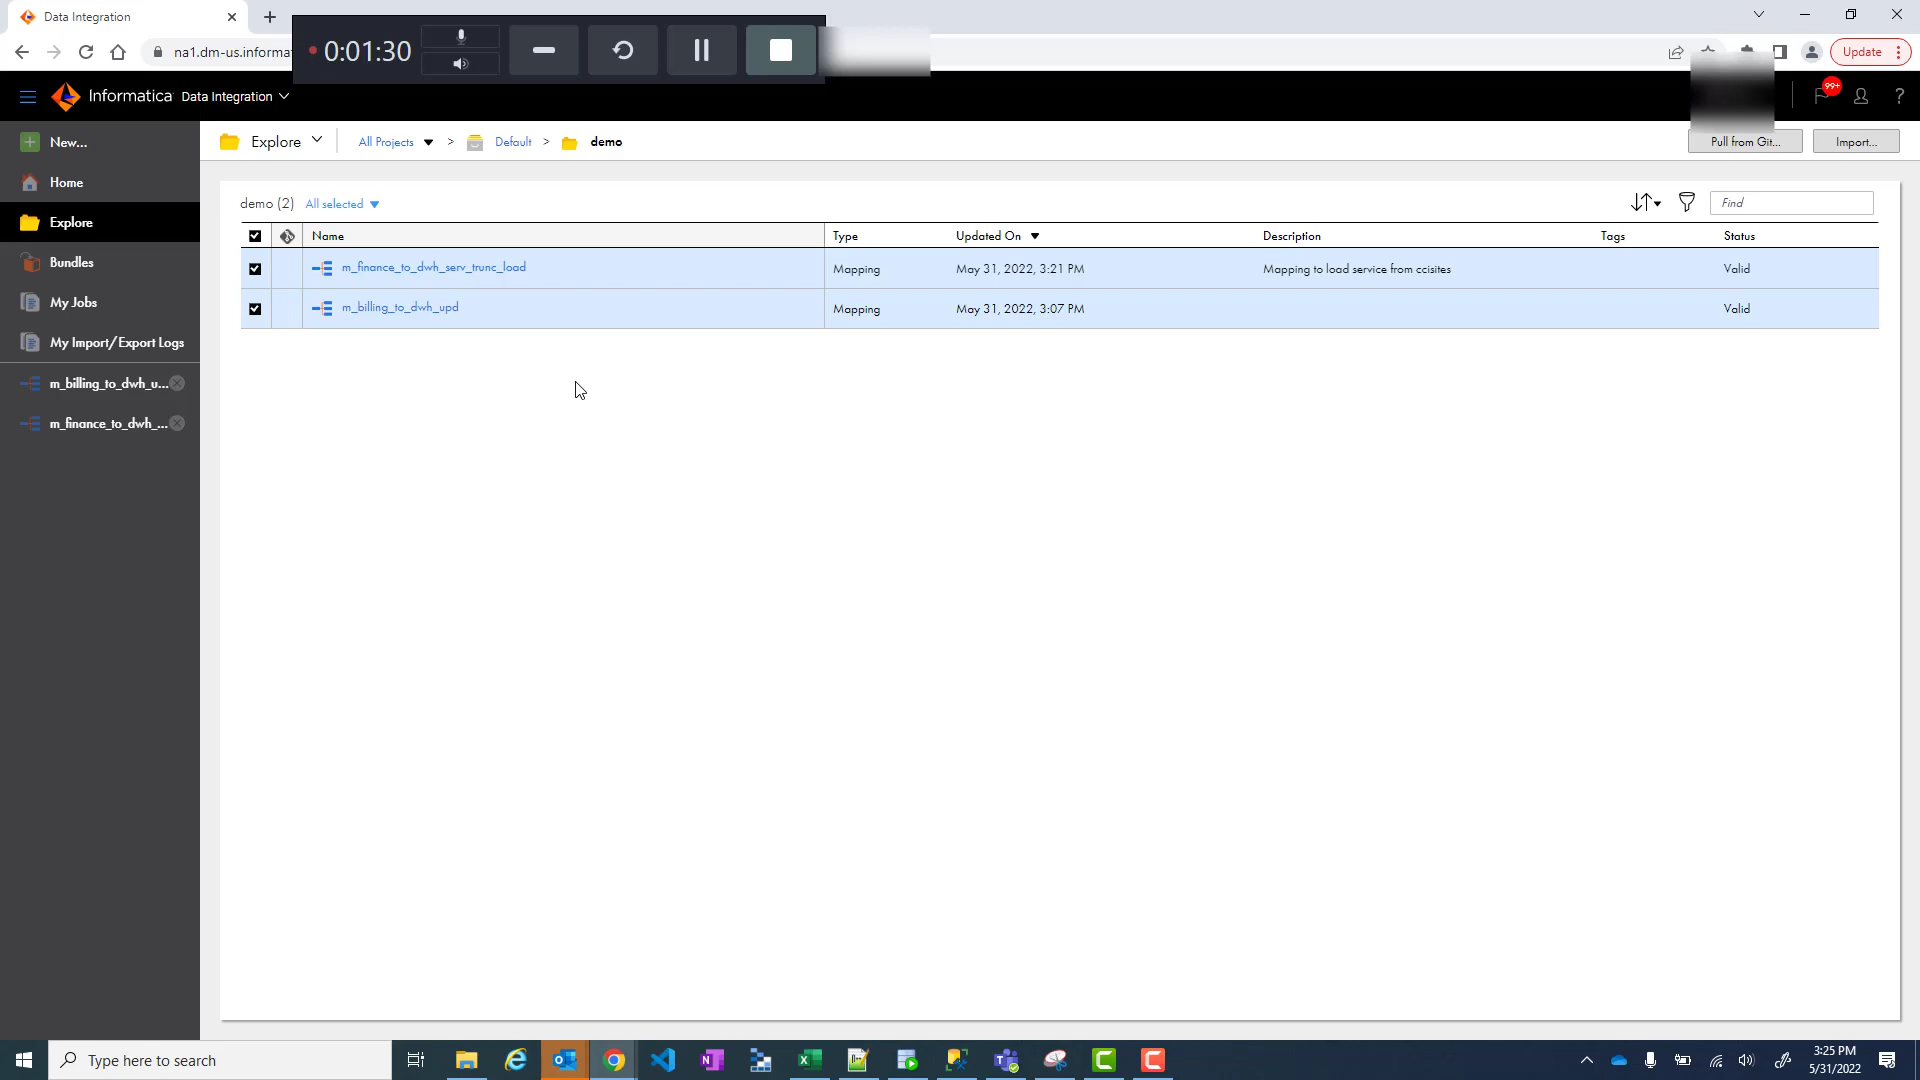 Data Integration
0:01:30
na1.dm-us.informat
Update
Informatica Data Integration
99+
?
New...
Home
Explore
Bundles
My Jobs
My Import/Export Logs
m_billing_to_dwh_u...
m_finance_to_dwh_...
Explore
All Projects > Default > demo
Pull from Git...
Import...
demo (2) All selected
Find
Name Type Updated On Description Tags Status
m_finance_to_dwh_serv_trunc_load Mapping May 31, 2022, 3:21 PM Mapping to load service from ccisites Valid
m_billing_to_dwh_upd Mapping May 31, 2022, 3:07 PM Valid
Type here to search
3:25 PM
5/31/2022